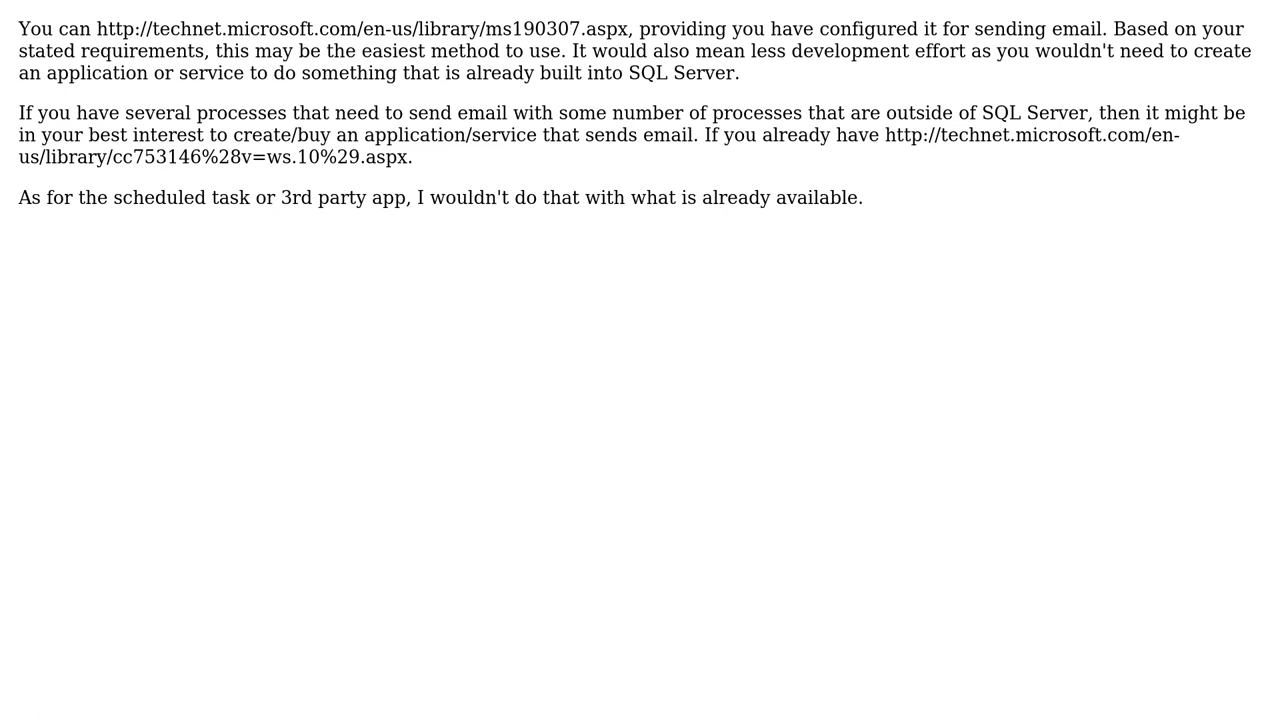 You can http://technet.microsoft.com/en-us/library/ms190307.aspx, providing you have configured it for sending email. Based on your
stated requirements, this may be the easiest method to use. It would also mean less development effort as you wouldn't need to create
an application or service to do something that is already built into SQL Server.
If you have several processes that need to send email with some number of processes that are outside of SQL Server, then it might be
in your best interest to create/buy an application/service that sends email. If you already have http://technet.microsoft.com/en-
us/library/cc753146%28v=ws.10%29.aspx.
As for the scheduled task or 3rd party app, I wouldn't do that with what is already available.